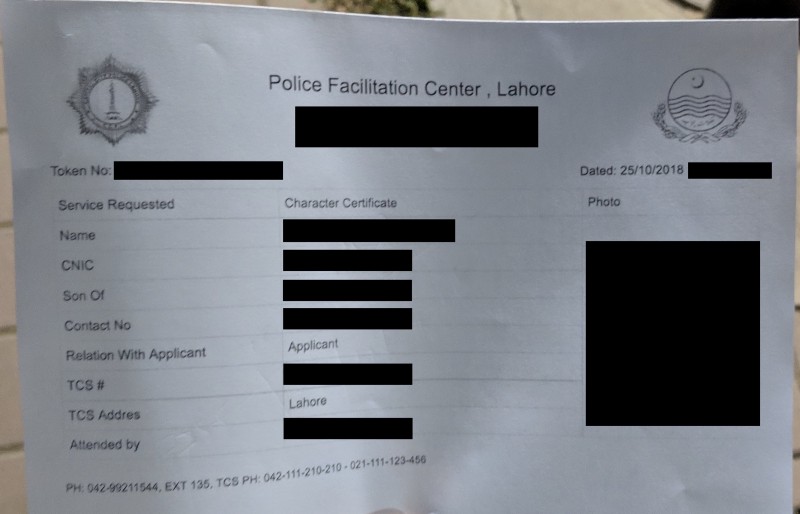 Police Facilitation Center , Lahore
Token No:
Dated: 25/10/2018
Service Requested Character Certificate Photo
Name
CNIC
Son Of
Contact No
Relation With Applicant Applicant
TCS #
TCS Addres Lahore
Attended by
PH: 042-99211544, EXT 135, TCS PH: 042-111-210-210 - 021-111-123-456